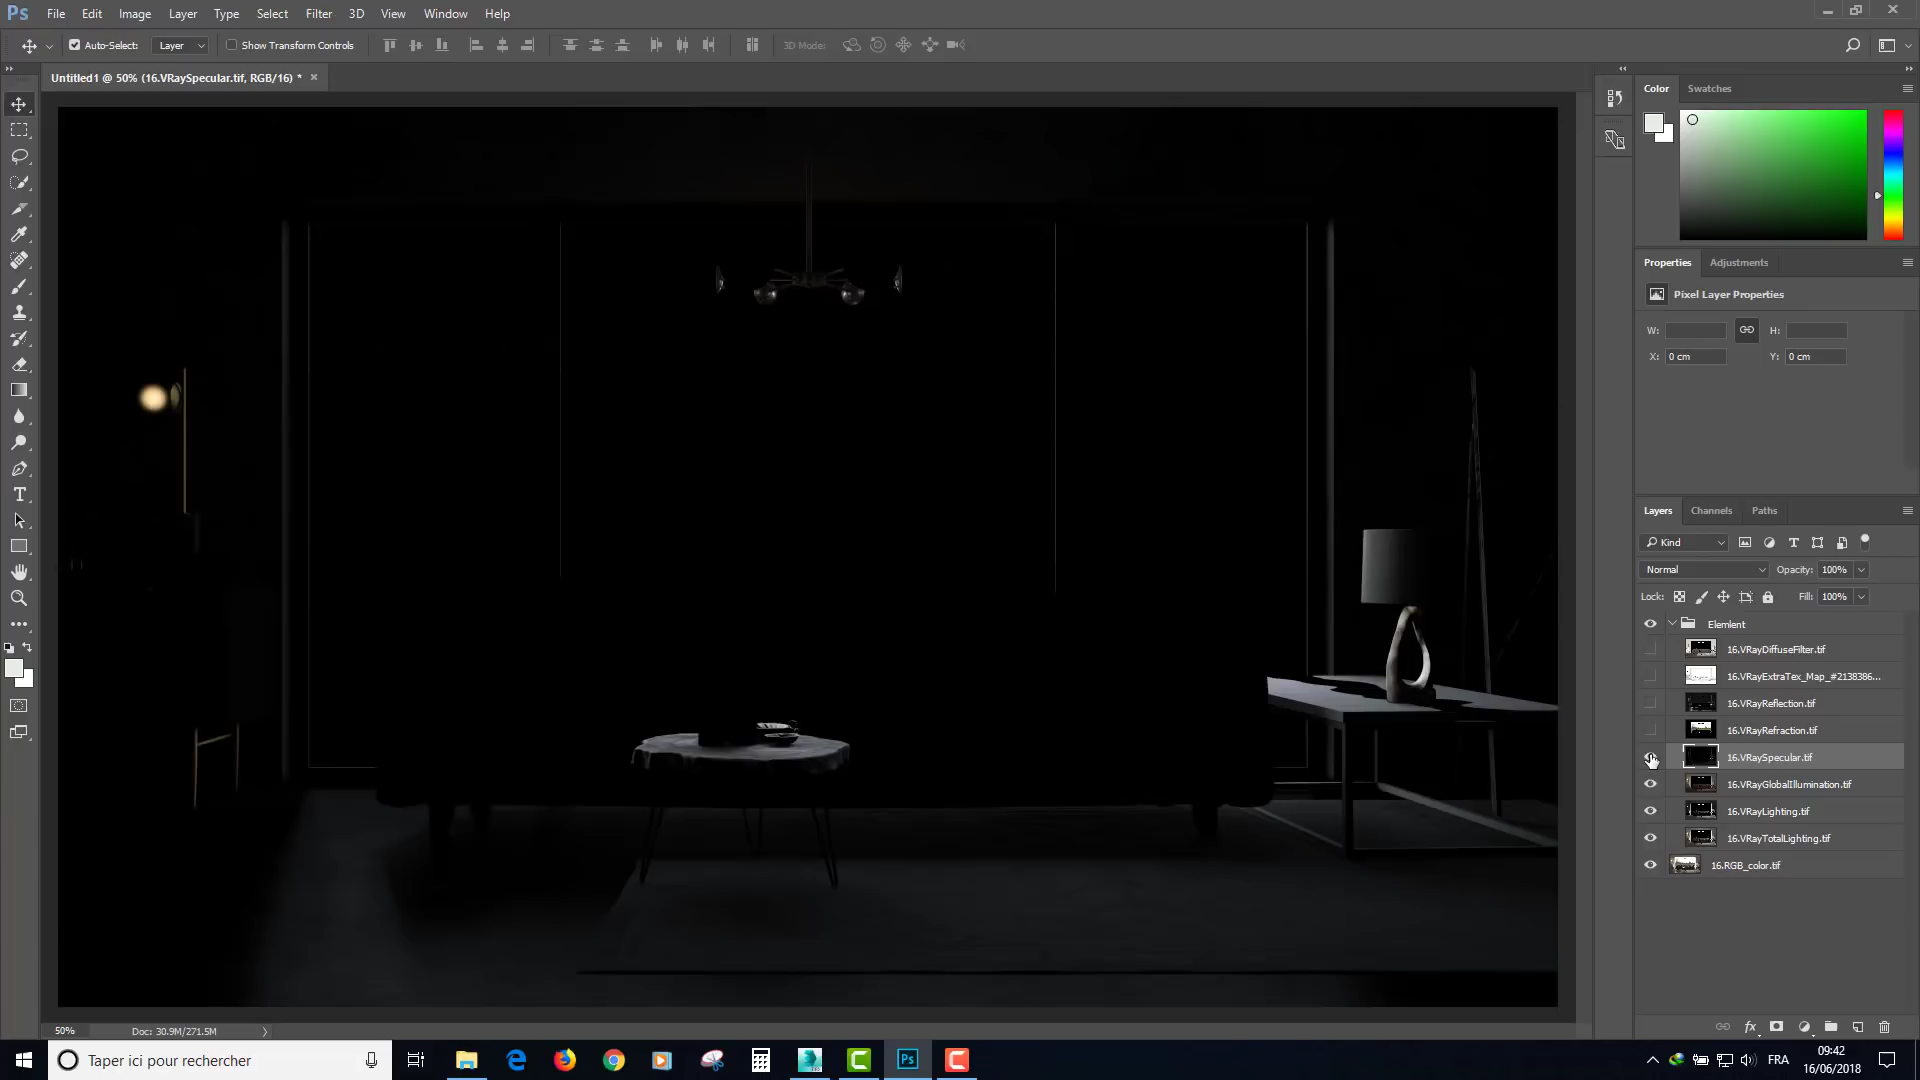 Ps File Edit Image Layer Type Select Filter 3D View Window Help
Auto-Select: Layer Show Transform Controls 3D Mode:
Untitled1 @ 50% (16.VRaySpecular.tif, RGB/16) *
Color Swatches
Properties Adjustments
Pixel Layer Properties
W: H:
X: 0 cm Y: 0 cm
Layers Channels Paths
Kind
Normal Opacity: 100%
Lock: Fill: 100%
Elemlent
16.VRayDiffuseFilter.tif
16.VRayExtraTex_Map_#2138386...
16.VRayReflection.tif
16.VRayRefraction.tif
16.VRaySpecular.tif
16.VRayGlobalIllumination.tif
16.VRayLighting.tif
16.VRayTotalLighting.tif
16.RGB_color.tif
50% Doc: 30.9M/271.5M
fx
Taper ici pour rechercher
Ps
FRA
09:42
16/06/2018